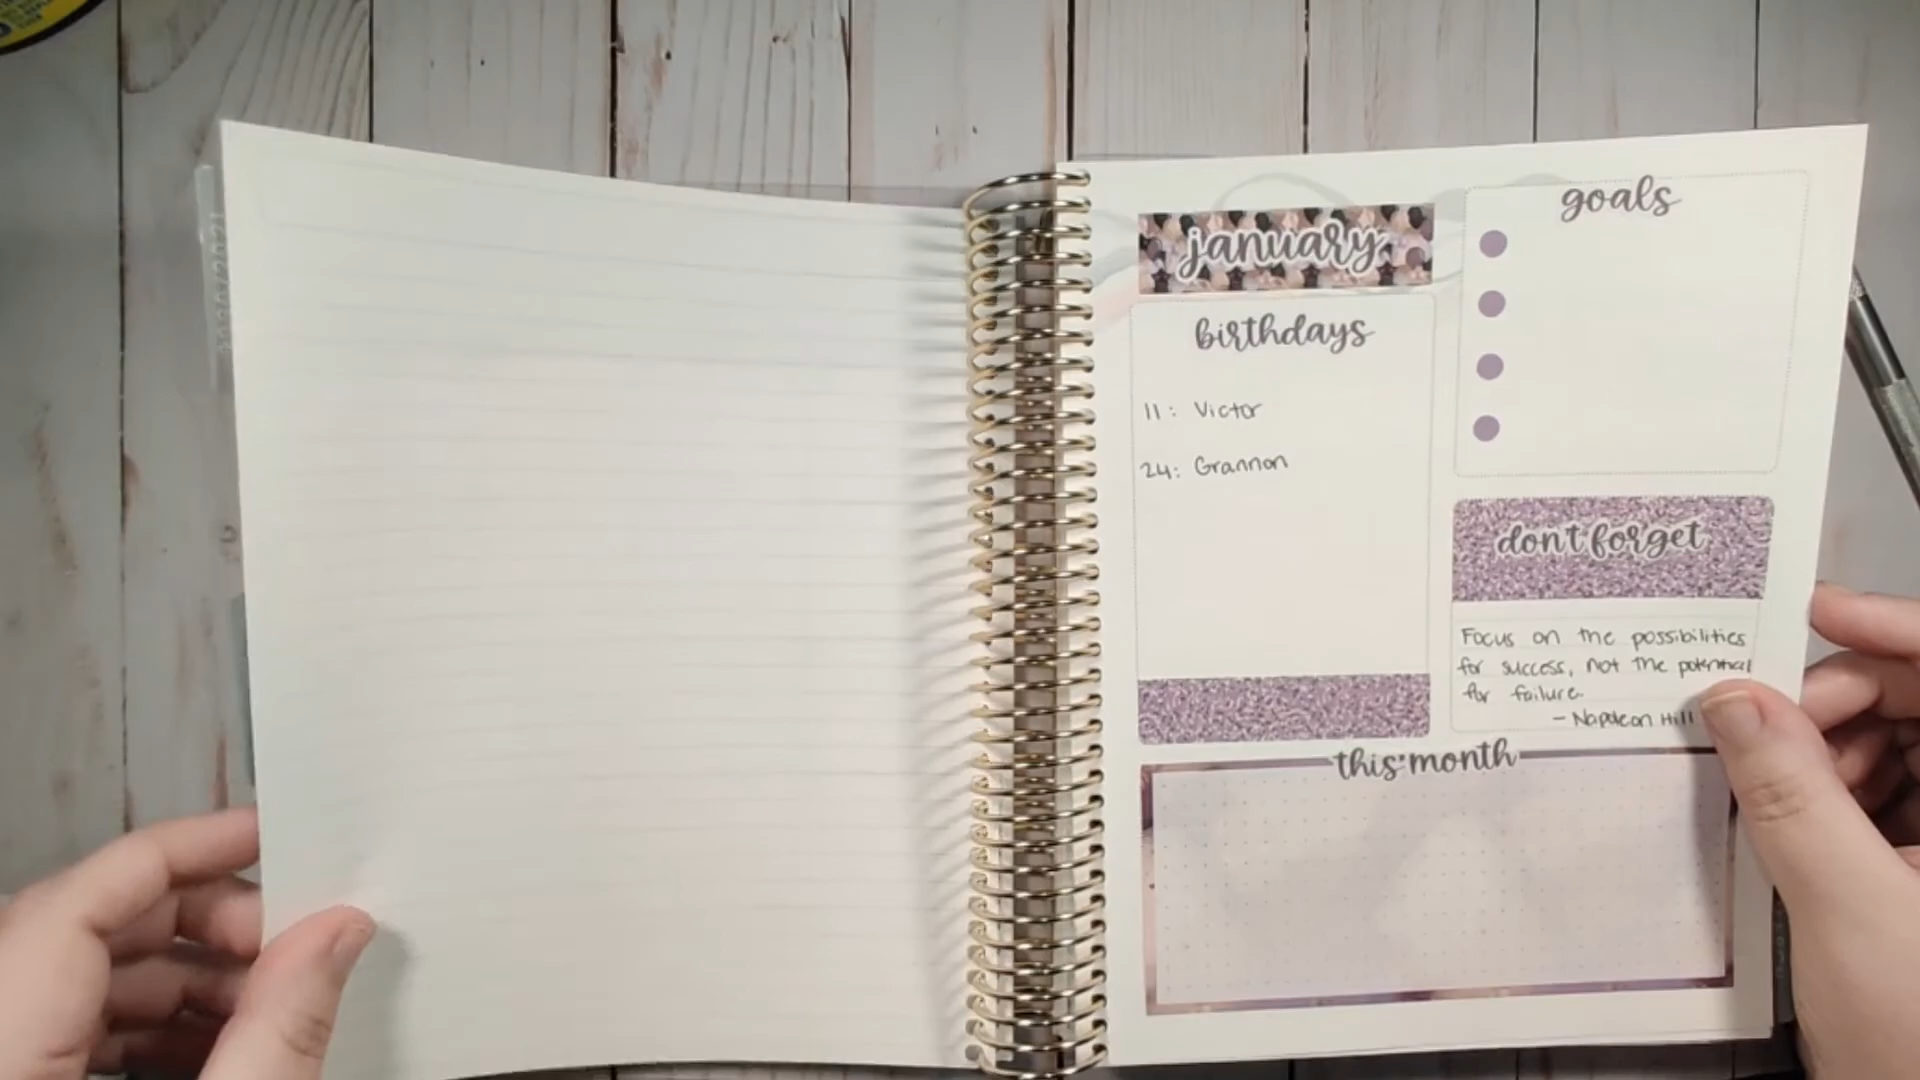 january
birthdays
11: Victor
24: Grannon
goals
don't forget
Focus on the possibilities
for success, not the potential
for failure.
- Napoleon Hill
this month